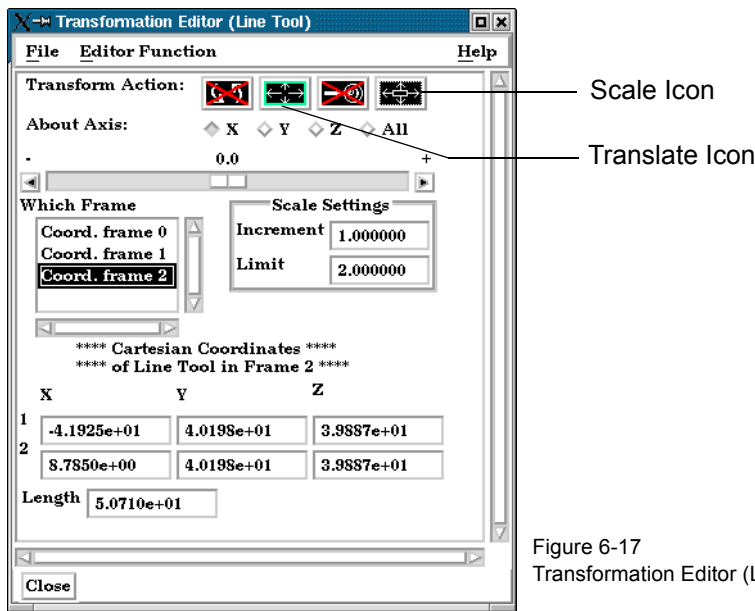 Transformation Editor (Line Tool)
File Editor Function Help
Transform Action:
Scale Icon
About Axis: X Y Z All
Translate Icon
- 0.0 +
Which Frame
Coord. frame 0
Coord. frame 1
Coord. frame 2
Scale Settings
Increment 1.000000
Limit 2.000000
**** Cartesian Coordinates ****
**** of Line Tool in Frame 2 ****
X Y Z
1 -4.1925e+01 4.0198e+01 3.9887e+01
2 8.7850e+00 4.0198e+01 3.9887e+01
Length 5.0710e+01
Close
Figure 6-17
Transformation Editor (L